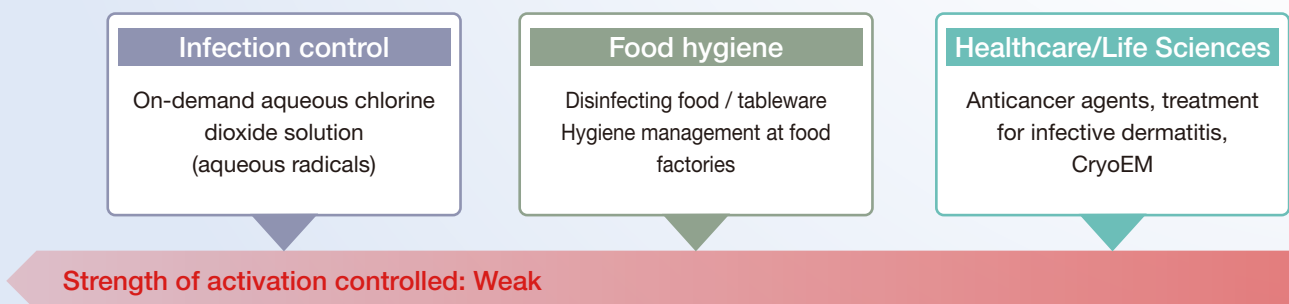 Infection control
On-demand aqueous chlorine
dioxide solution
(aqueous radicals)
Food hygiene
Disinfecting food / tableware
Hygiene management at food
factories
Healthcare/Life Sciences
Anticancer agents, treatment
for infective dermatitis,
CryoEM
Strength of activation controlled: Weak